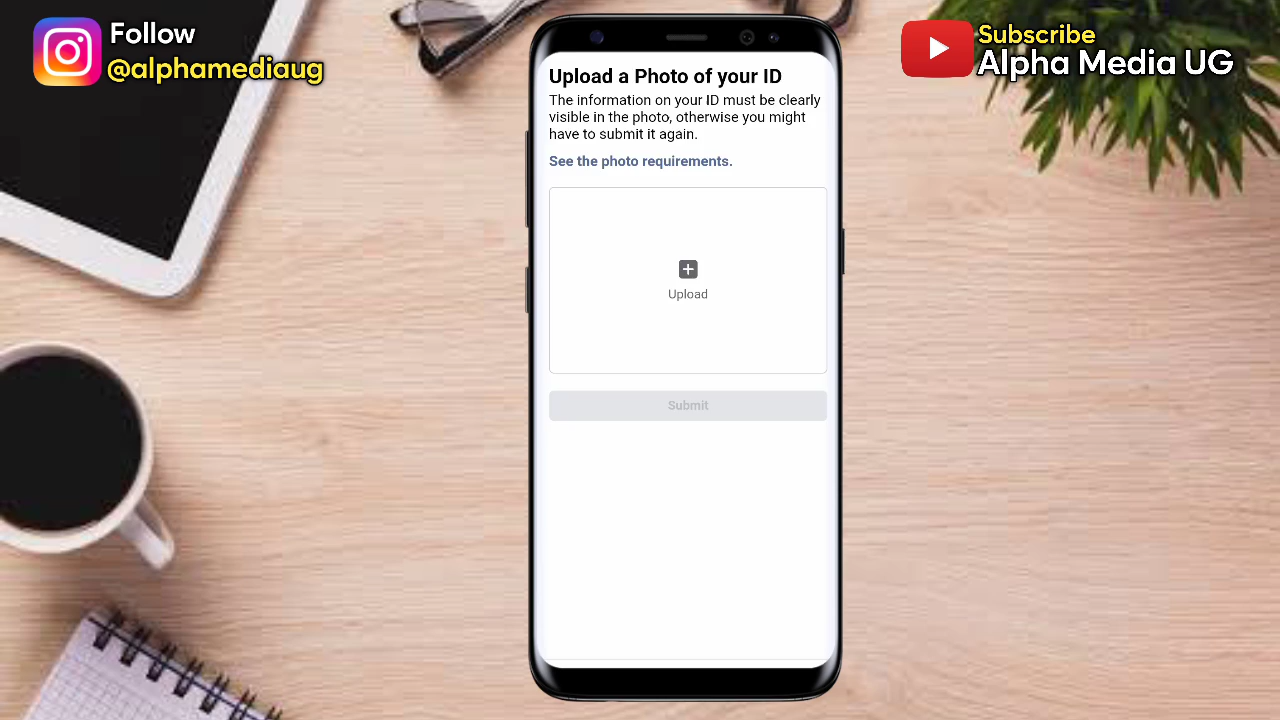 Follow
@alphamediaug
Subscribe
Alpha Media UG
Upload a Photo of your ID
The information on your ID must be clearly
visible in the photo, otherwise you might
have to submit it again.
See the photo requirements.
Upload
Submit